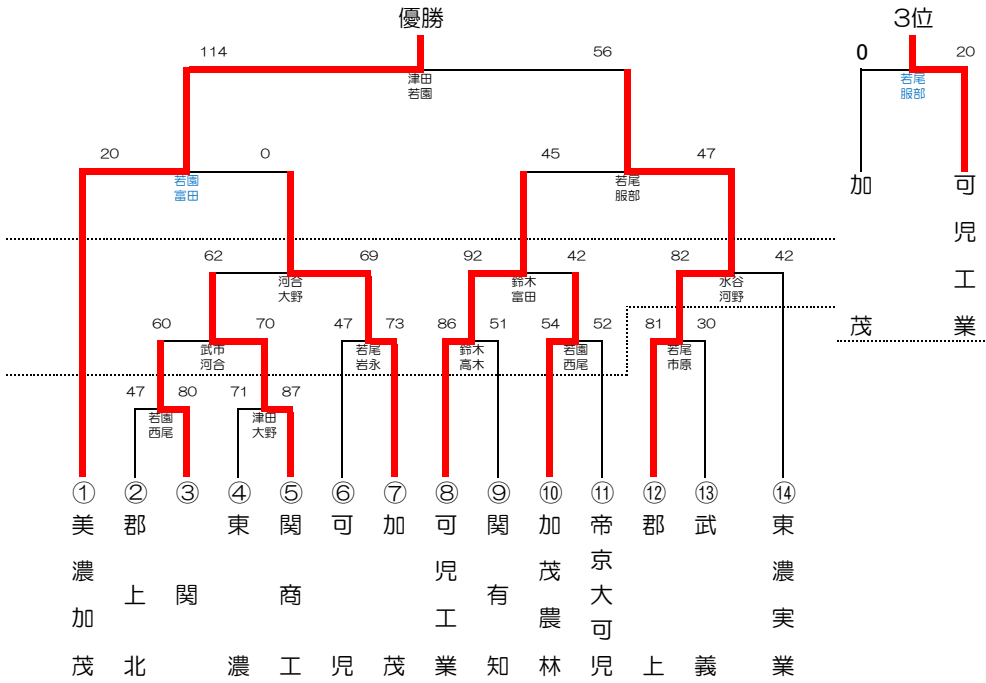 優勝
3位
114
56
0
20
津田
若園
若尾
服部
20
0
45
47
若園
富田
若尾
服部
加茂
可児工業
62
69
92
42
82
42
河合
大野
鈴木
富田
水谷
河野
60
70
47
73
86
51
54
52
81
30
武市
河合
若尾
岩永
鈴木
高木
若園
西尾
若尾
市原
47
80
71
87
若園
西尾
津田
大野
① ② ③ ④ ⑤ ⑥ ⑦ ⑧ ⑨ ⑩ ⑪ ⑫ ⑬ ⑭
美濃加茂
郡上北
関
東濃
関商工
可児
加茂
可児工業
関有知
加茂農林
帝京大可児
郡上
武義
東濃実業